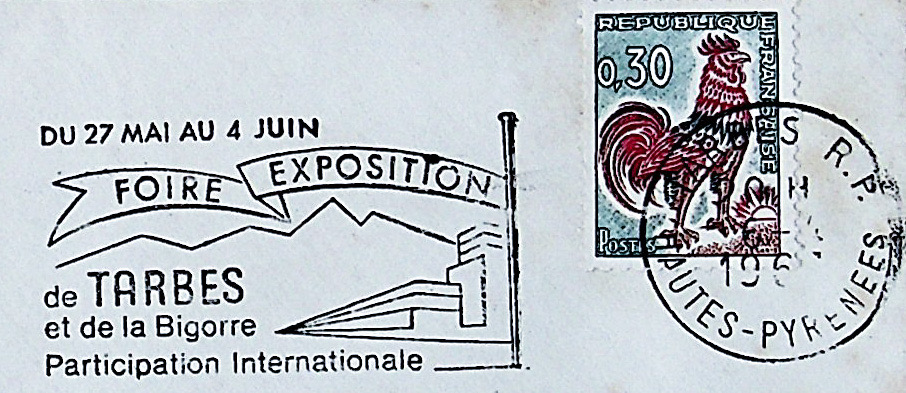 DU 27 MAI AU 4 JUIN
FOIRE EXPOSITION
de TARBES
et de la Bigorre
Participation Internationale
REPUBLIQUE FRANÇAISE
0,30
POSTES
R.P.
HAUTES-PYRENEES